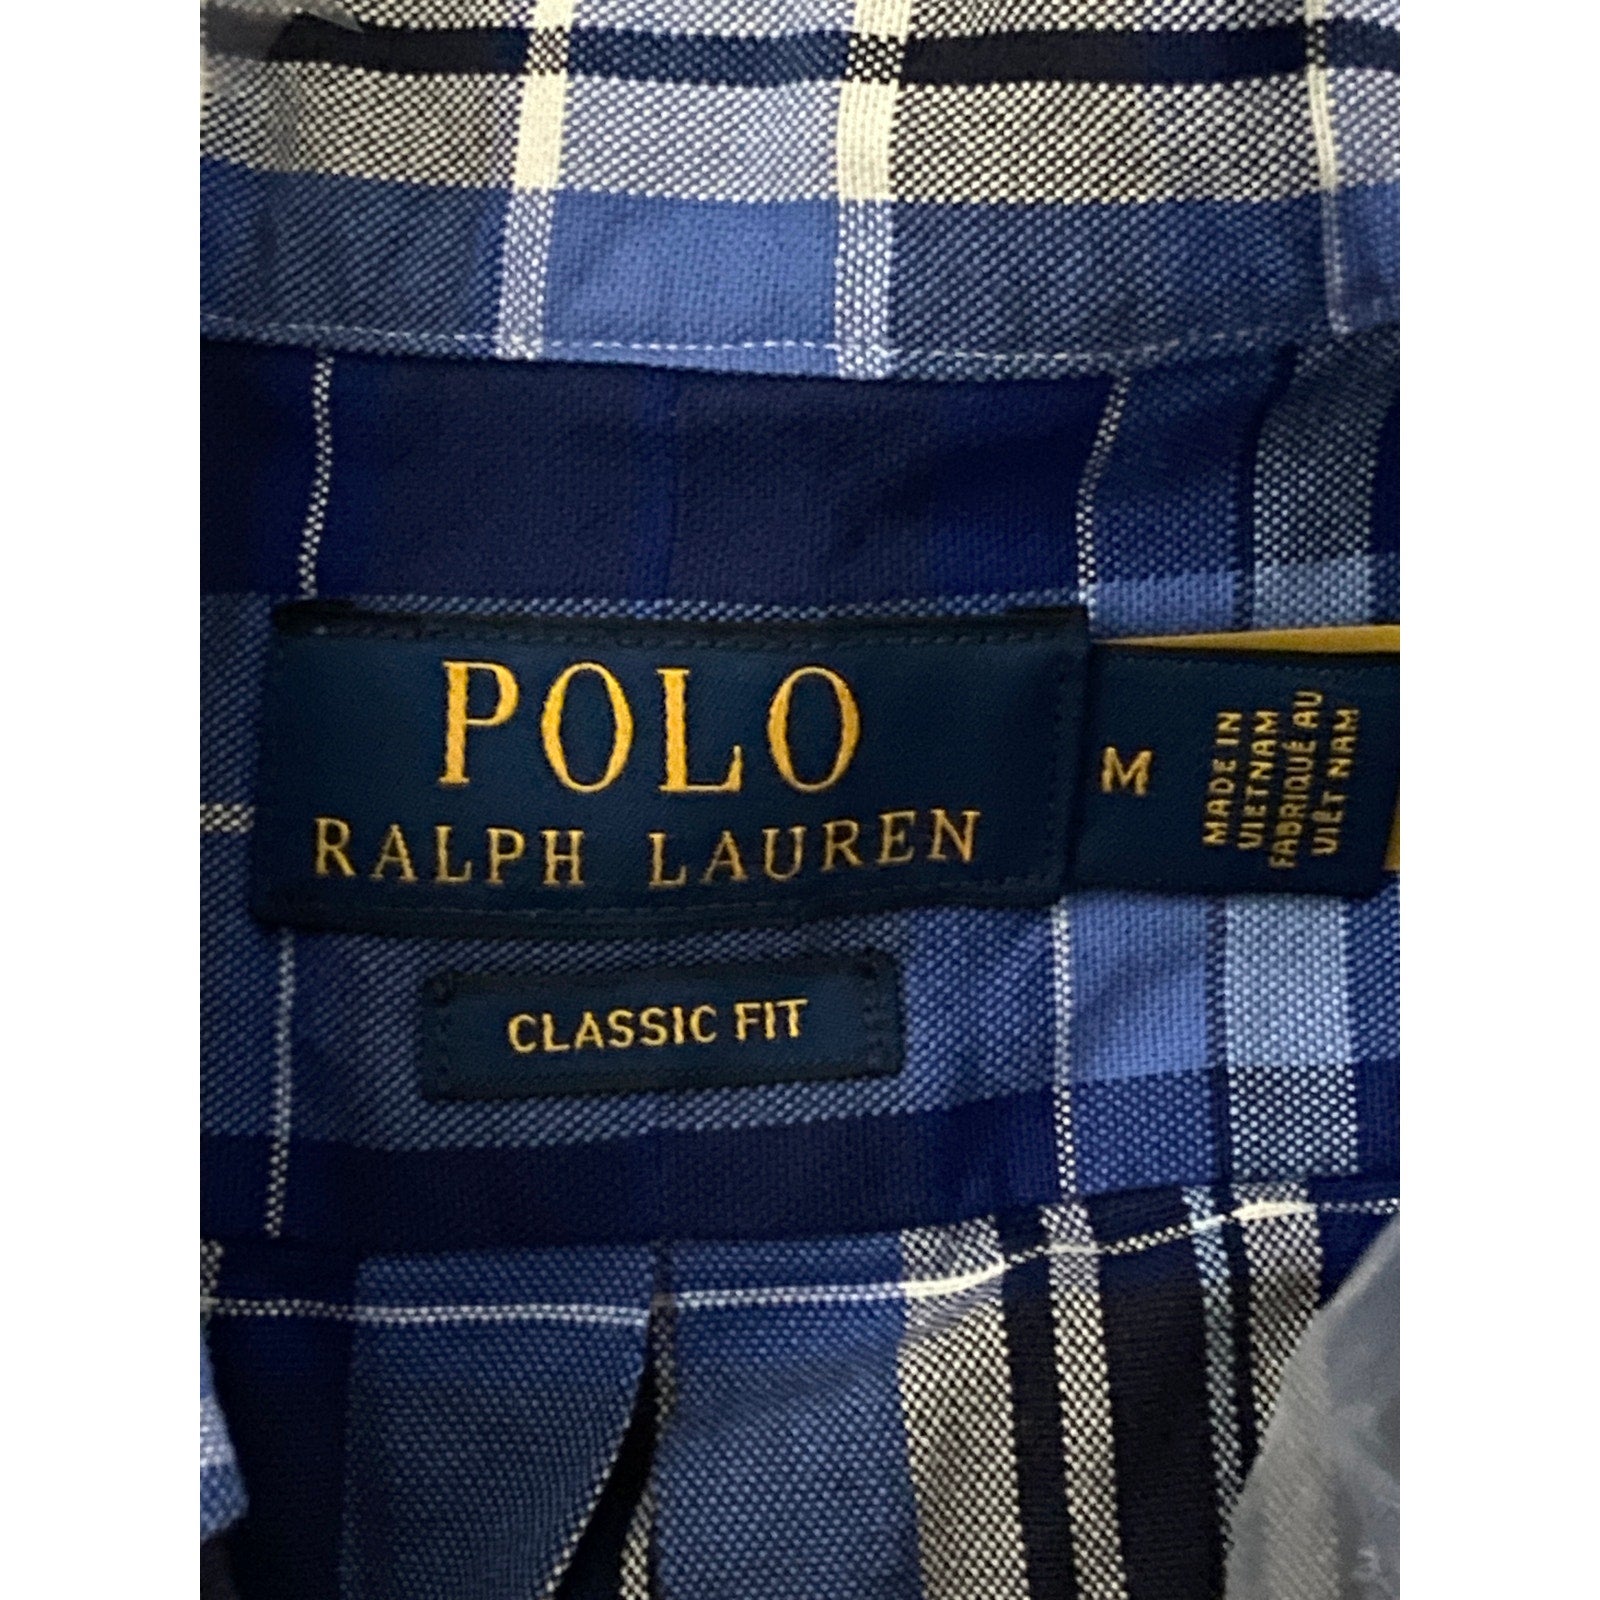 POLO
RALPH LAUREN
M
MADE IN
VIETNAM
FABRIQUÉ AU
VIÊT NAM
CLASSIC FIT